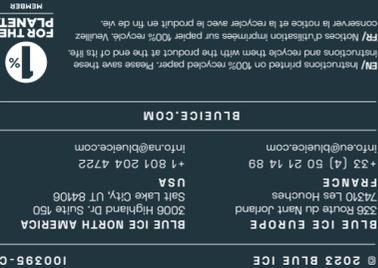 © 2023 BLUE ICE
100395-C
BLUE ICE EUROPE
336 Route du Nant Jorland
74310 Les Houches
FRANCE
+33 (4) 50 21 14 89
info.eu@blueice.com
BLUE ICE NORTH AMERICA
3006 Highland Dr. Suite 150
Salt Lake City, UT 84106
USA
+1 801 204 4722
info.na@blueice.com
BLUEICE.COM
EN/ Instructions printed on 100% recycled paper. Please save these
instructions and recycle them with the product at the end of its life.
FR/ Notices d'utilisation imprimées sur papier 100% recyclé. Veuillez
conserver la notice et la recycler avec le produit en fin de vie.
1%
FOR THE
PLANET
MEMBER